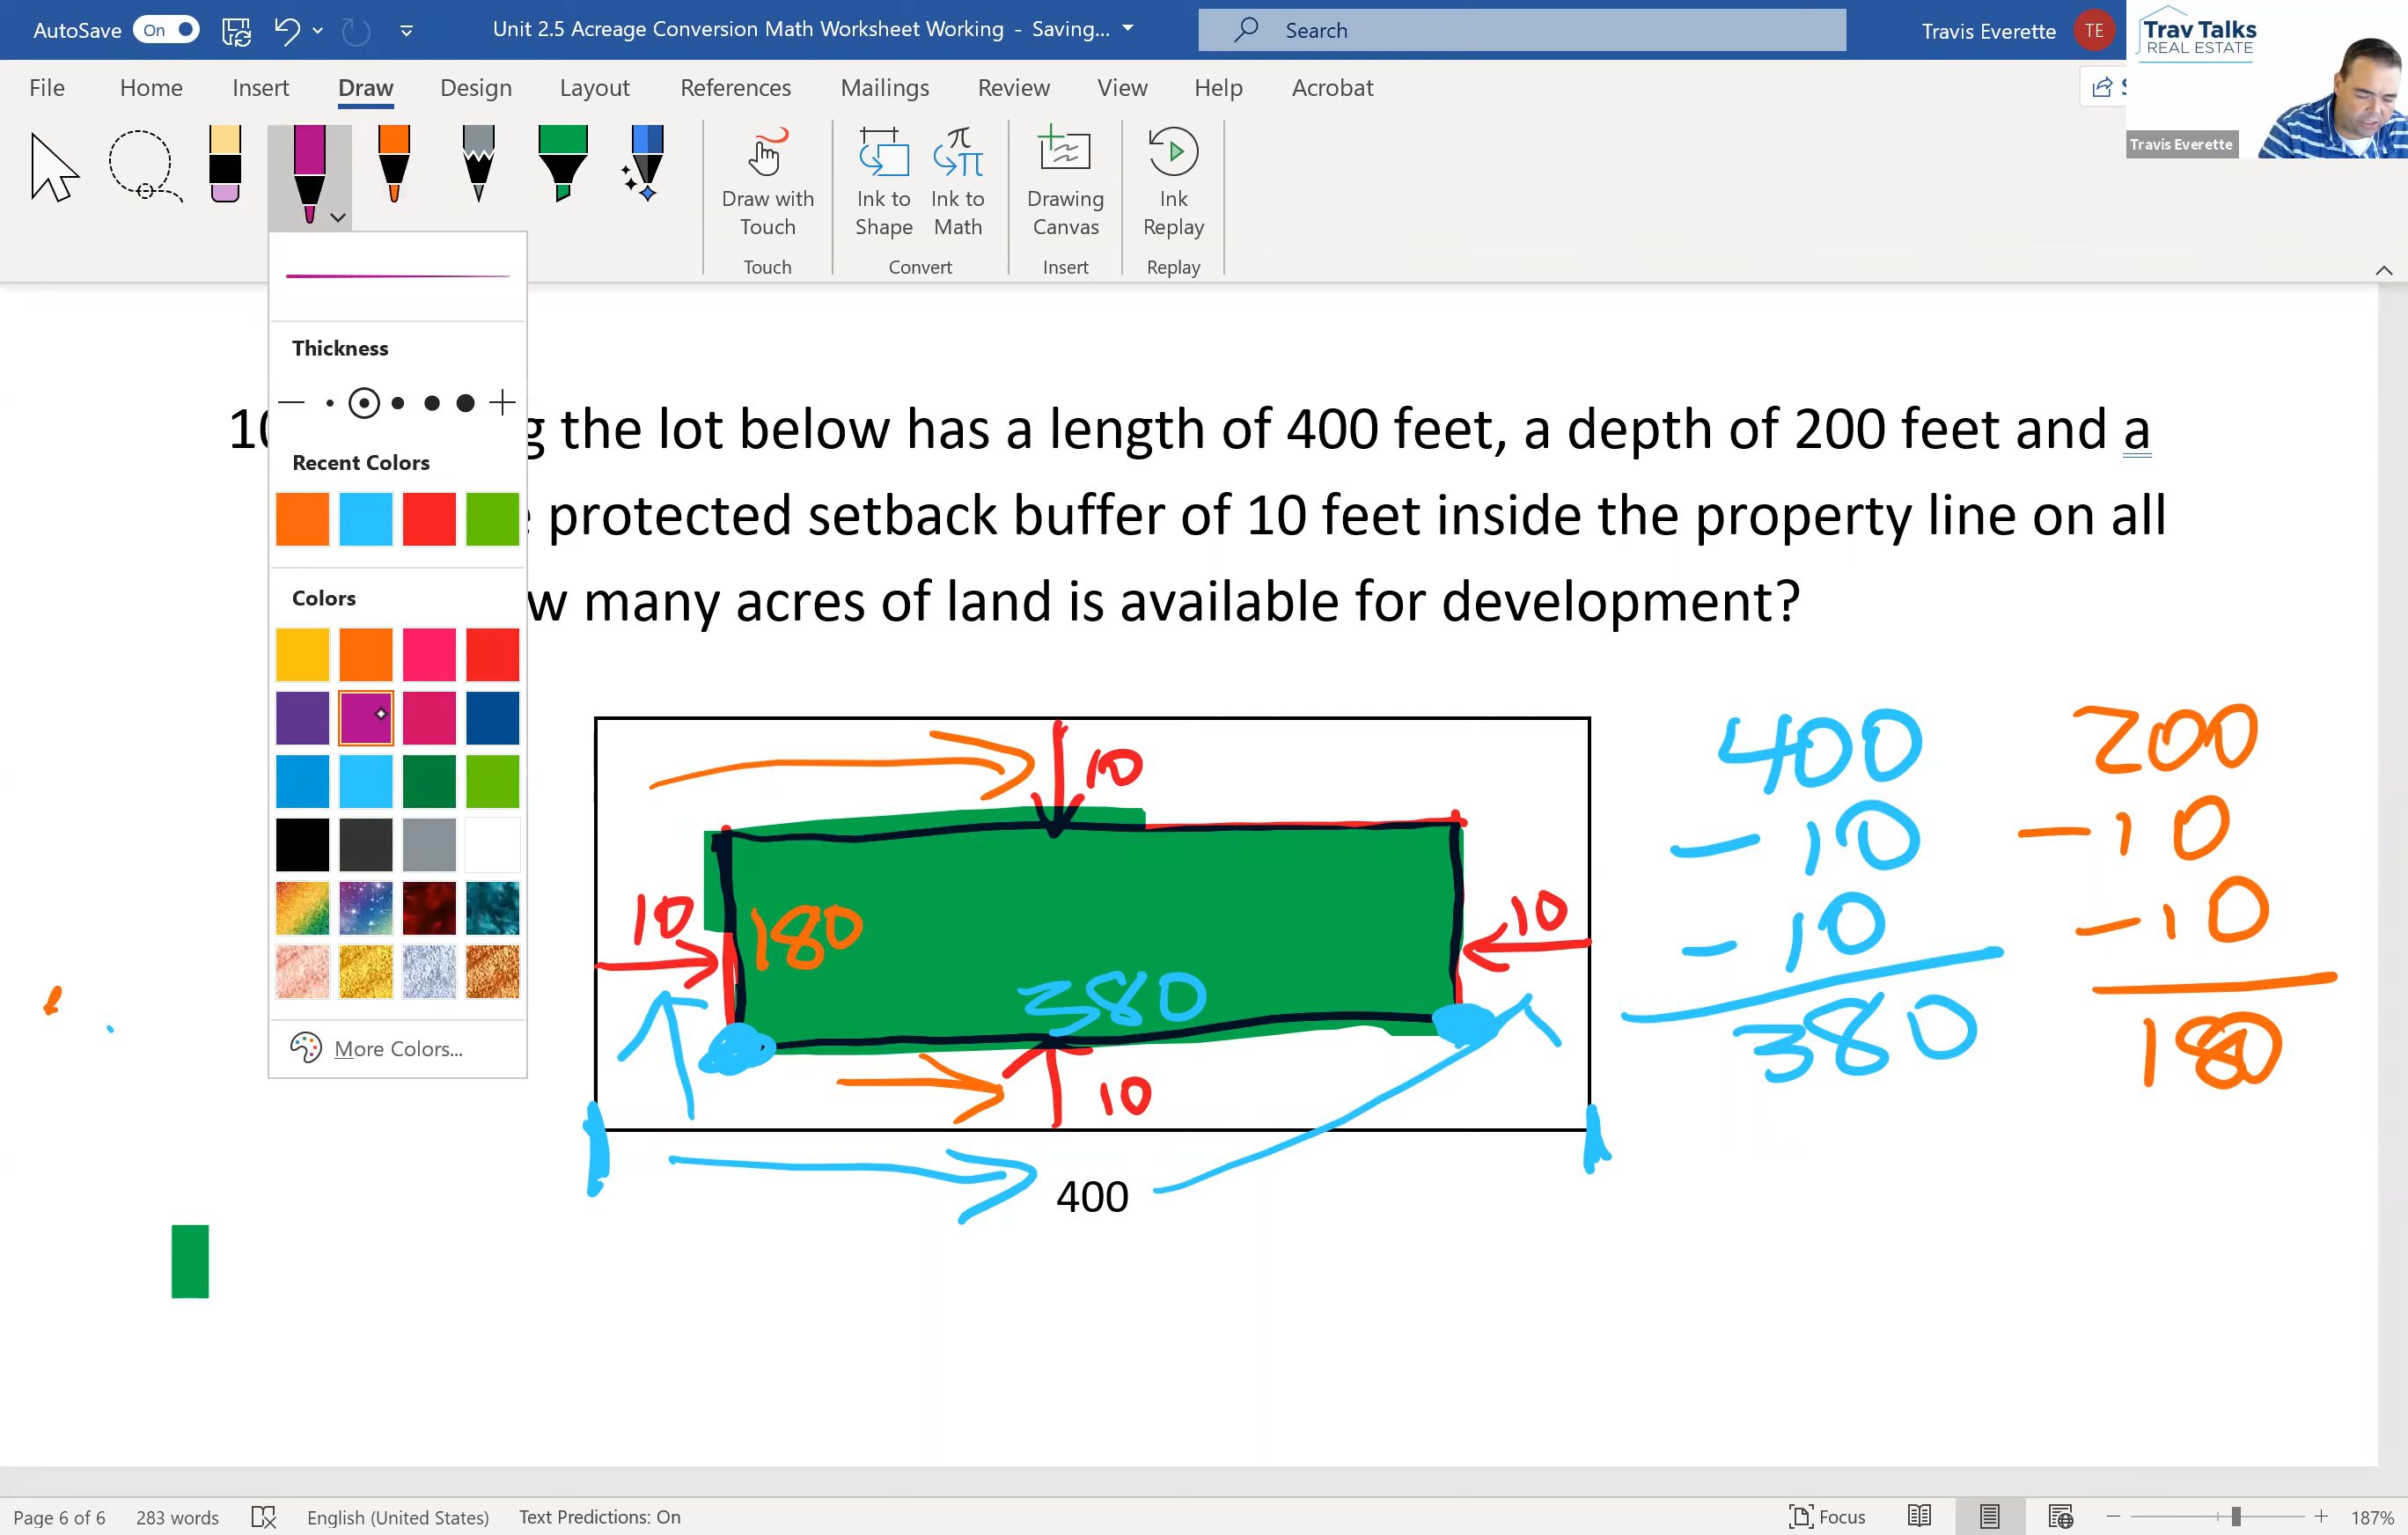 AutoSave On Unit 2.5 Acreage Conversion Math Worksheet Working - Saving... Search Travis Everette TE
Trav Talks
REAL ESTATE
Travis Everette
File Home Insert Draw Design Layout References Mailings Review View Help Acrobat
Draw with Touch
Ink to Shape
Ink to Math
Drawing Canvas
Ink Replay
Touch Convert Insert Replay
Thickness
Recent Colors
Colors
More Colors...
10 g the lot below has a length of 400 feet, a depth of 200 feet and a
protected setback buffer of 10 feet inside the property line on all
w many acres of land is available for development?
10
10
180
380
10
10
400
400
-10
-10
380
200
-10
-10
180
Page 6 of 6 283 words English (United States) Text Predictions: On Focus 187%